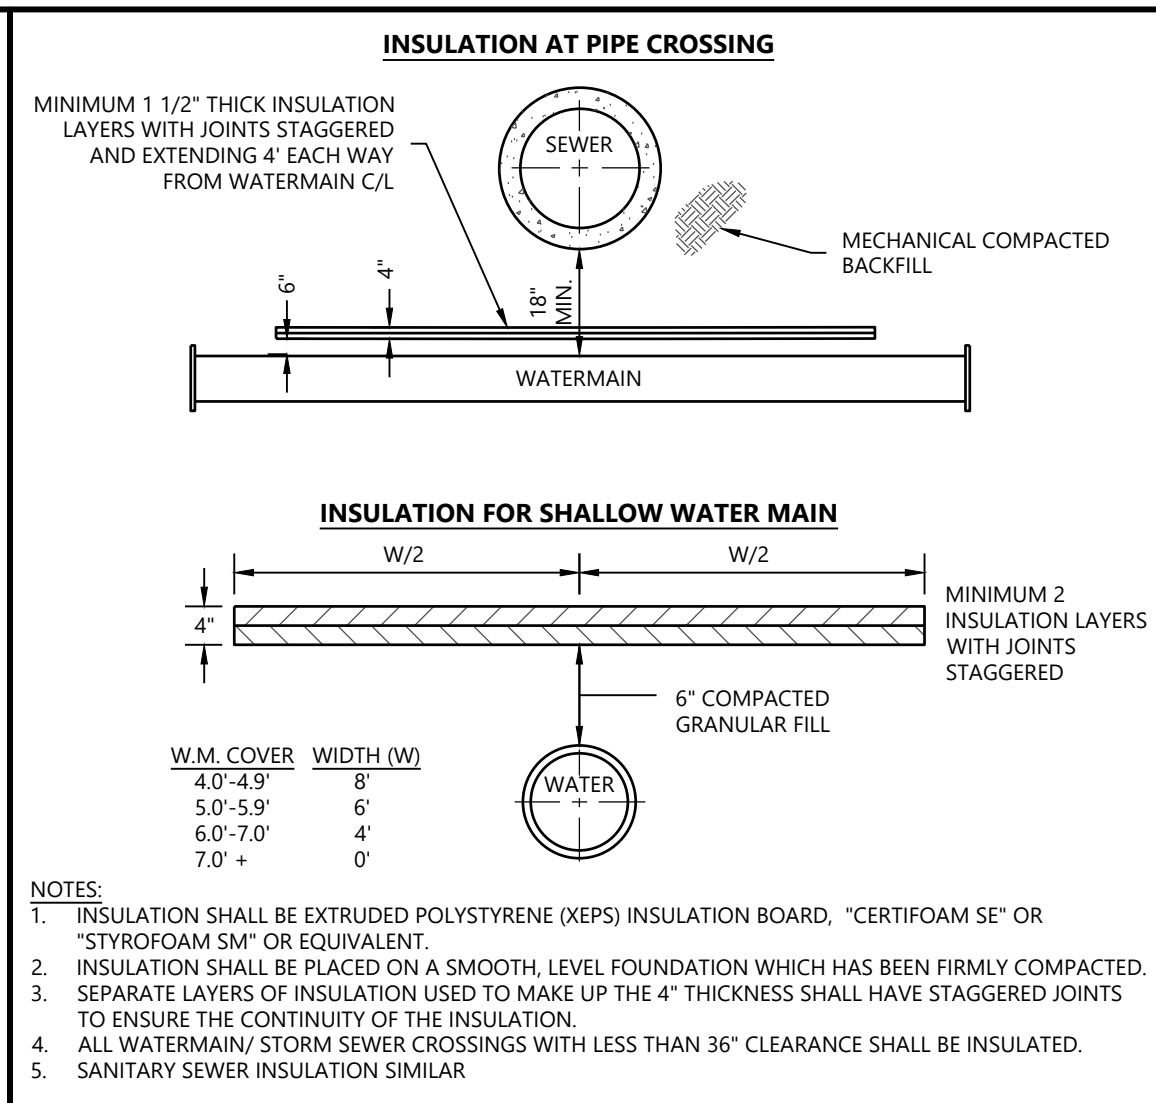 INSULATION AT PIPE CROSSING
MINIMUM 1 1/2" THICK INSULATION
LAYERS WITH JOINTS STAGGERED
AND EXTENDING 4' EACH WAY
FROM WATERMAIN C/L
SEWER
MECHANICAL COMPACTED
BACKFILL
6"
4"
18"
MIN.
WATERMAIN
INSULATION FOR SHALLOW WATER MAIN
W/2 W/2
4"
MINIMUM 2
INSULATION LAYERS
WITH JOINTS
STAGGERED
6" COMPACTED
GRANULAR FILL
WATER
W.M. COVER WIDTH (W)
4.0'-4.9' 8'
5.0'-5.9' 6'
6.0'-7.0' 4'
7.0' + 0'
NOTES:
1. INSULATION SHALL BE EXTRUDED POLYSTYRENE (XEPS) INSULATION BOARD, "CERTIFOAM SE" OR
"STYROFOAM SM" OR EQUIVALENT.
2. INSULATION SHALL BE PLACED ON A SMOOTH, LEVEL FOUNDATION WHICH HAS BEEN FIRMLY COMPACTED.
3. SEPARATE LAYERS OF INSULATION USED TO MAKE UP THE 4" THICKNESS SHALL HAVE STAGGERED JOINTS
TO ENSURE THE CONTINUITY OF THE INSULATION.
4. ALL WATERMAIN/ STORM SEWER CROSSINGS WITH LESS THAN 36" CLEARANCE SHALL BE INSULATED.
5. SANITARY SEWER INSULATION SIMILAR